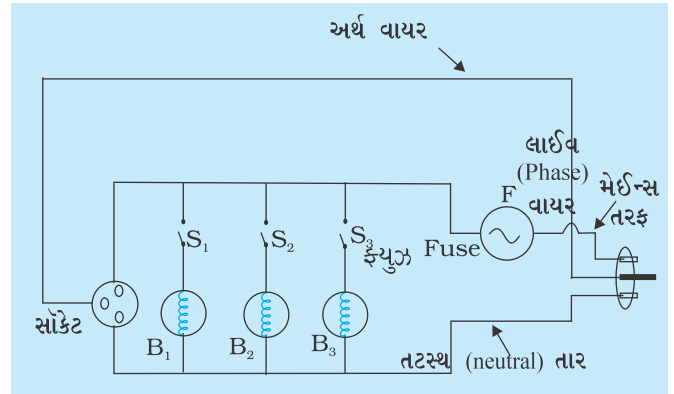 અર્થ વાયર
લાઈવ
(Phase)
F
વાયર
મેઈન્સ
તરફ
S1
S2
S3
Fuse
ફ્યુઝ
સૉકેટ
B1
B2
B3
તટસ્થ (neutral) તાર